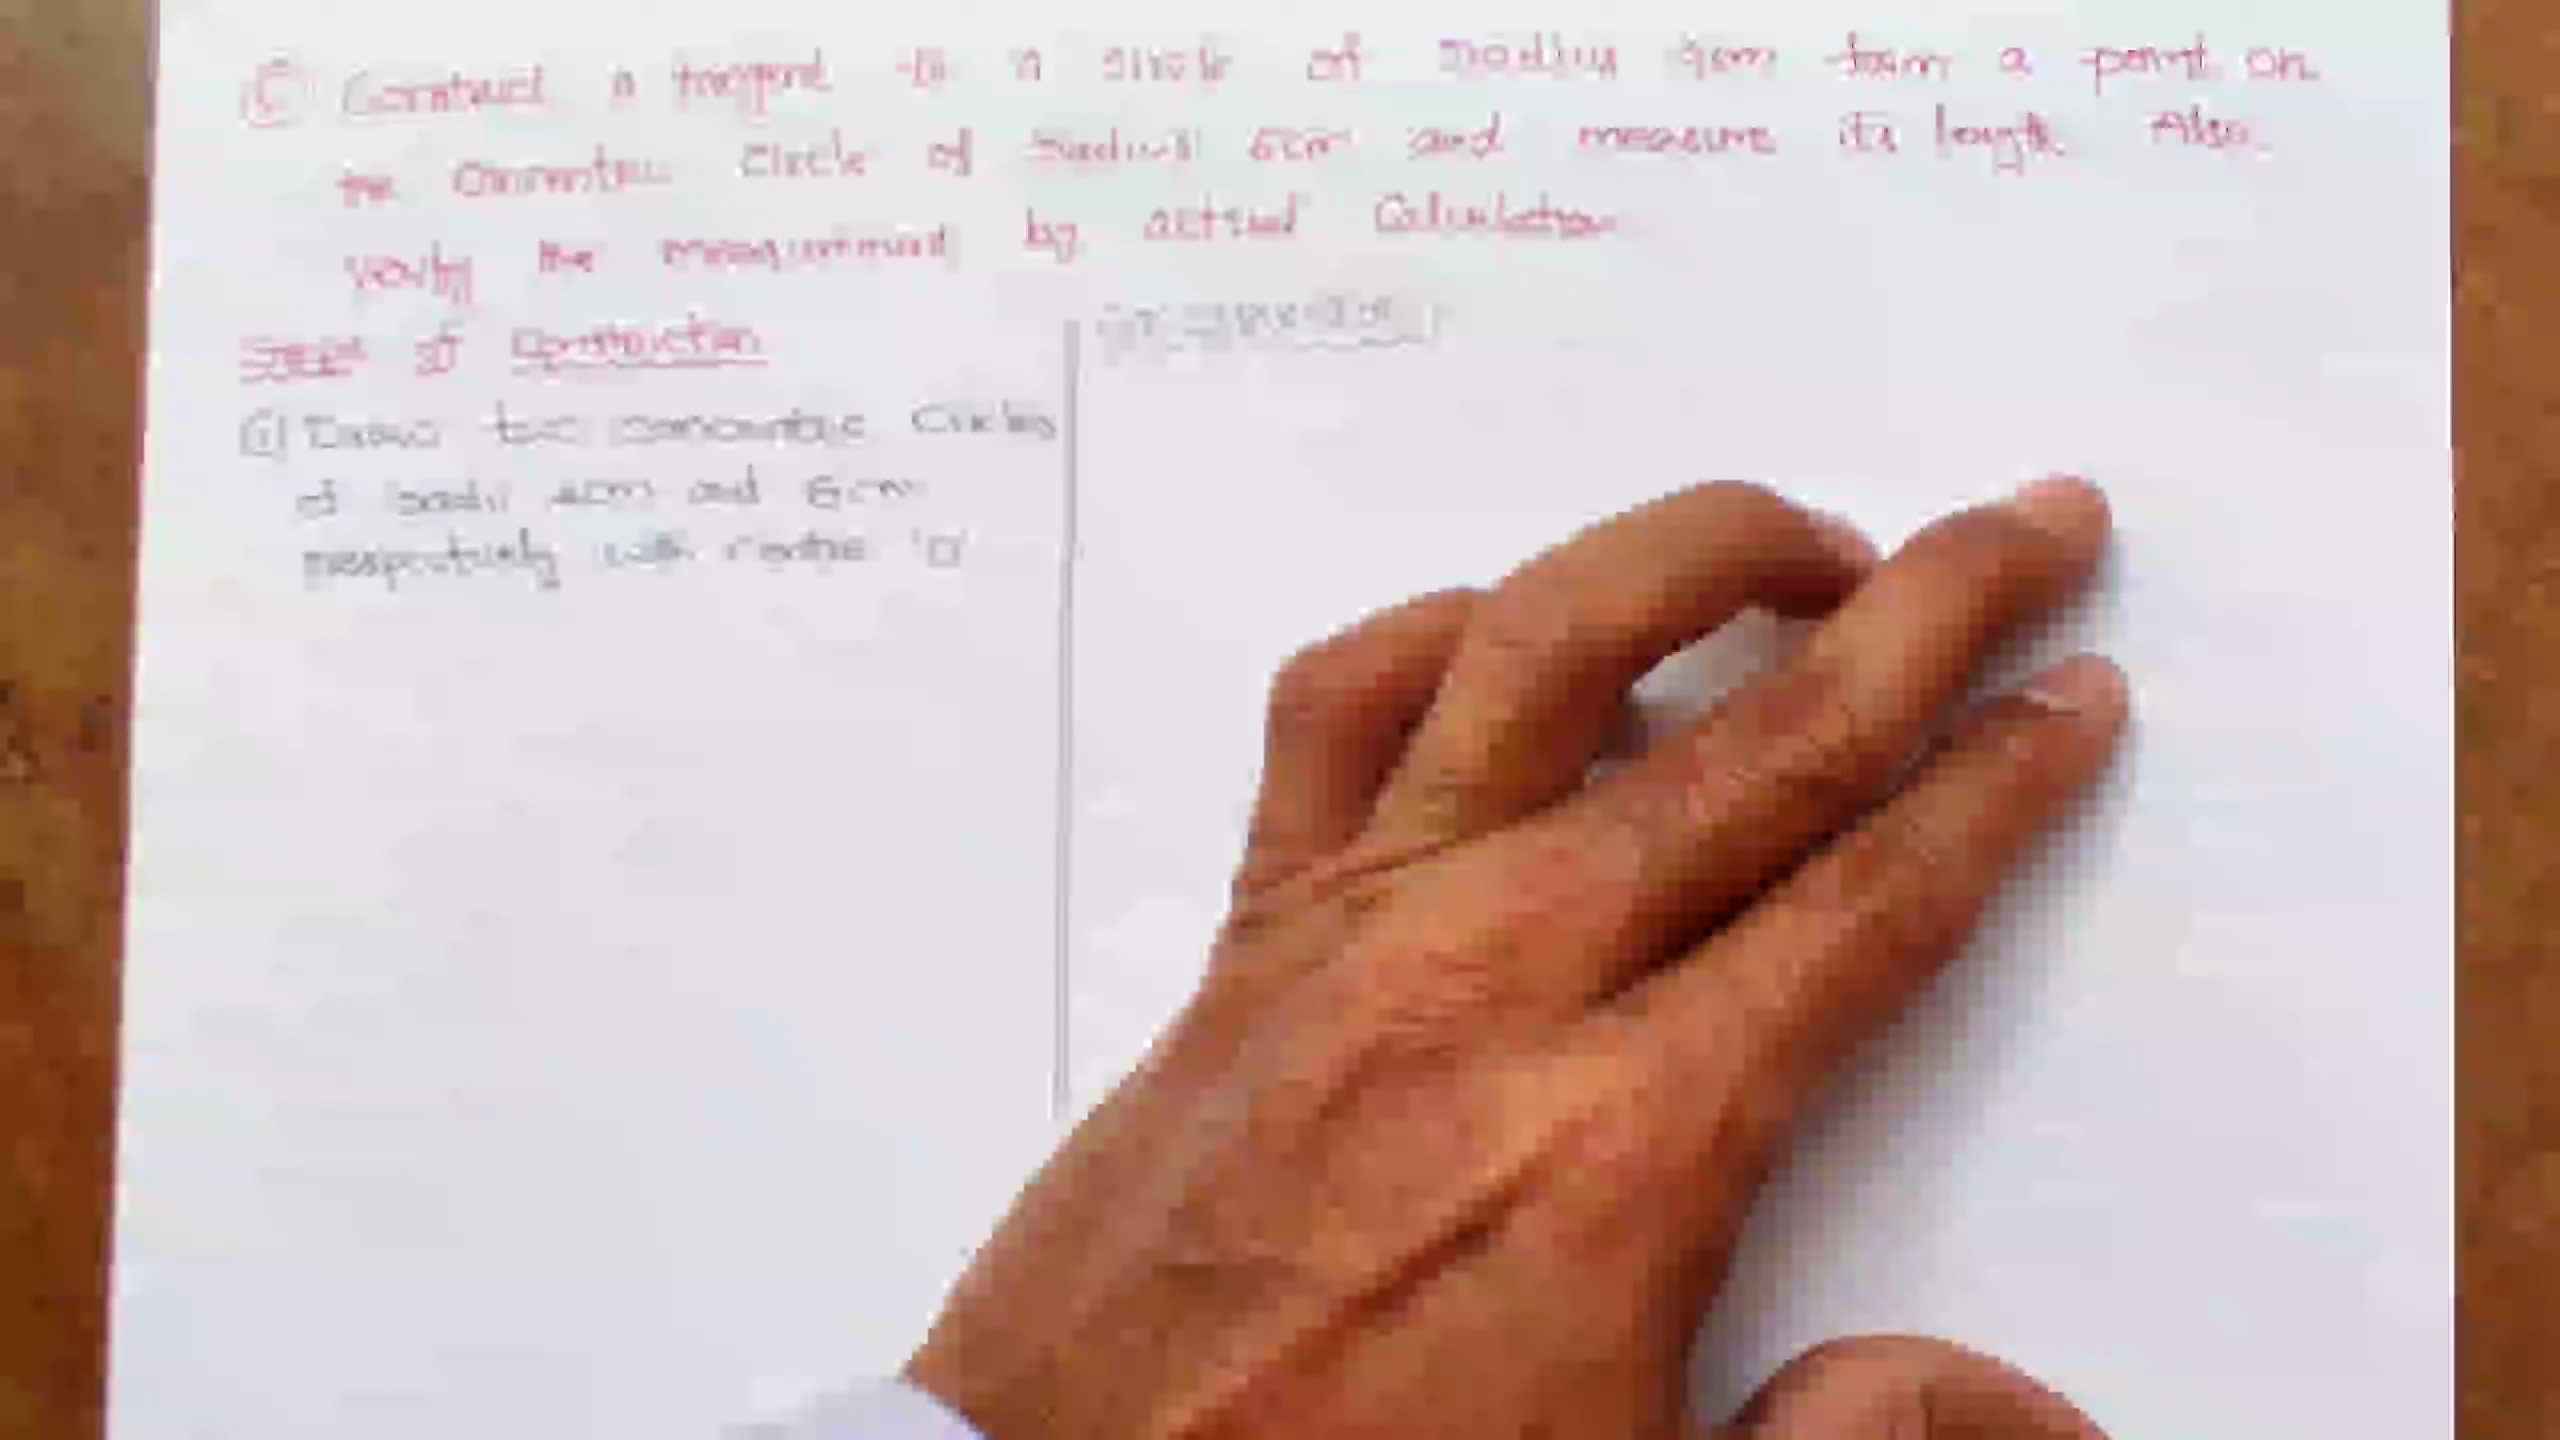 Construct a tangent to a circle of radius 4cm from a point on
the concentric circle of radius 6cm and measure its length. Also
verify the measurement by actual Calculation
Steps of Construction
(i) Draw two concentric Circles
of radii 4cm and 6cm
respectively with centre 'O'